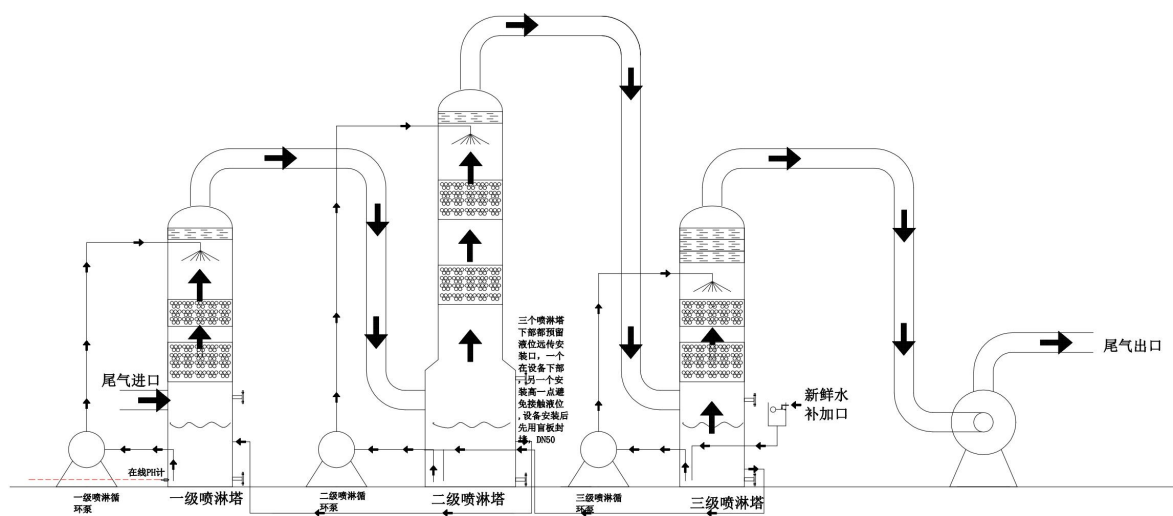 三个喷淋塔
下部都预留
液位远传安
装口，一个
在设备下部
，另一个安
装高一点避
免接触液位
,设备安装后
先用盲板封
堵，DN50
尾气进口
尾气出口
新鲜水
补加口
在线PH计
一级喷淋塔
二级喷淋塔
三级喷淋塔
一级喷淋循
环泵
二级喷淋循
环泵
三级喷淋循
环泵